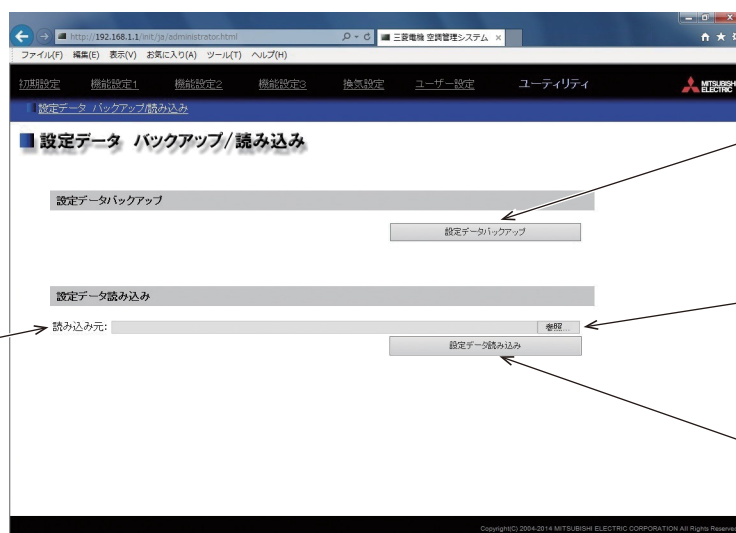 http://192.168.1.1/init/ja/administrator.html
三菱電機 空調管理システム
ファイル(F) 編集(E) 表示(V) お気に入り(A) ツール(T) ヘルプ(H)
初期設定 機能設定1 機能設定2 機能設定3 換気設定 ユーザー設定 ユーティリティ
MITSUBISHI ELECTRIC
設定データ バックアップ/読み込み
設定データ バックアップ/読み込み
設定データバックアップ
設定データバックアップ
設定データ読み込み
読み込み元: 参照...
設定データ読み込み
Copyright(C) 2004-2014 MITSUBISHI ELECTRIC CORPORATION All Rights Reserved